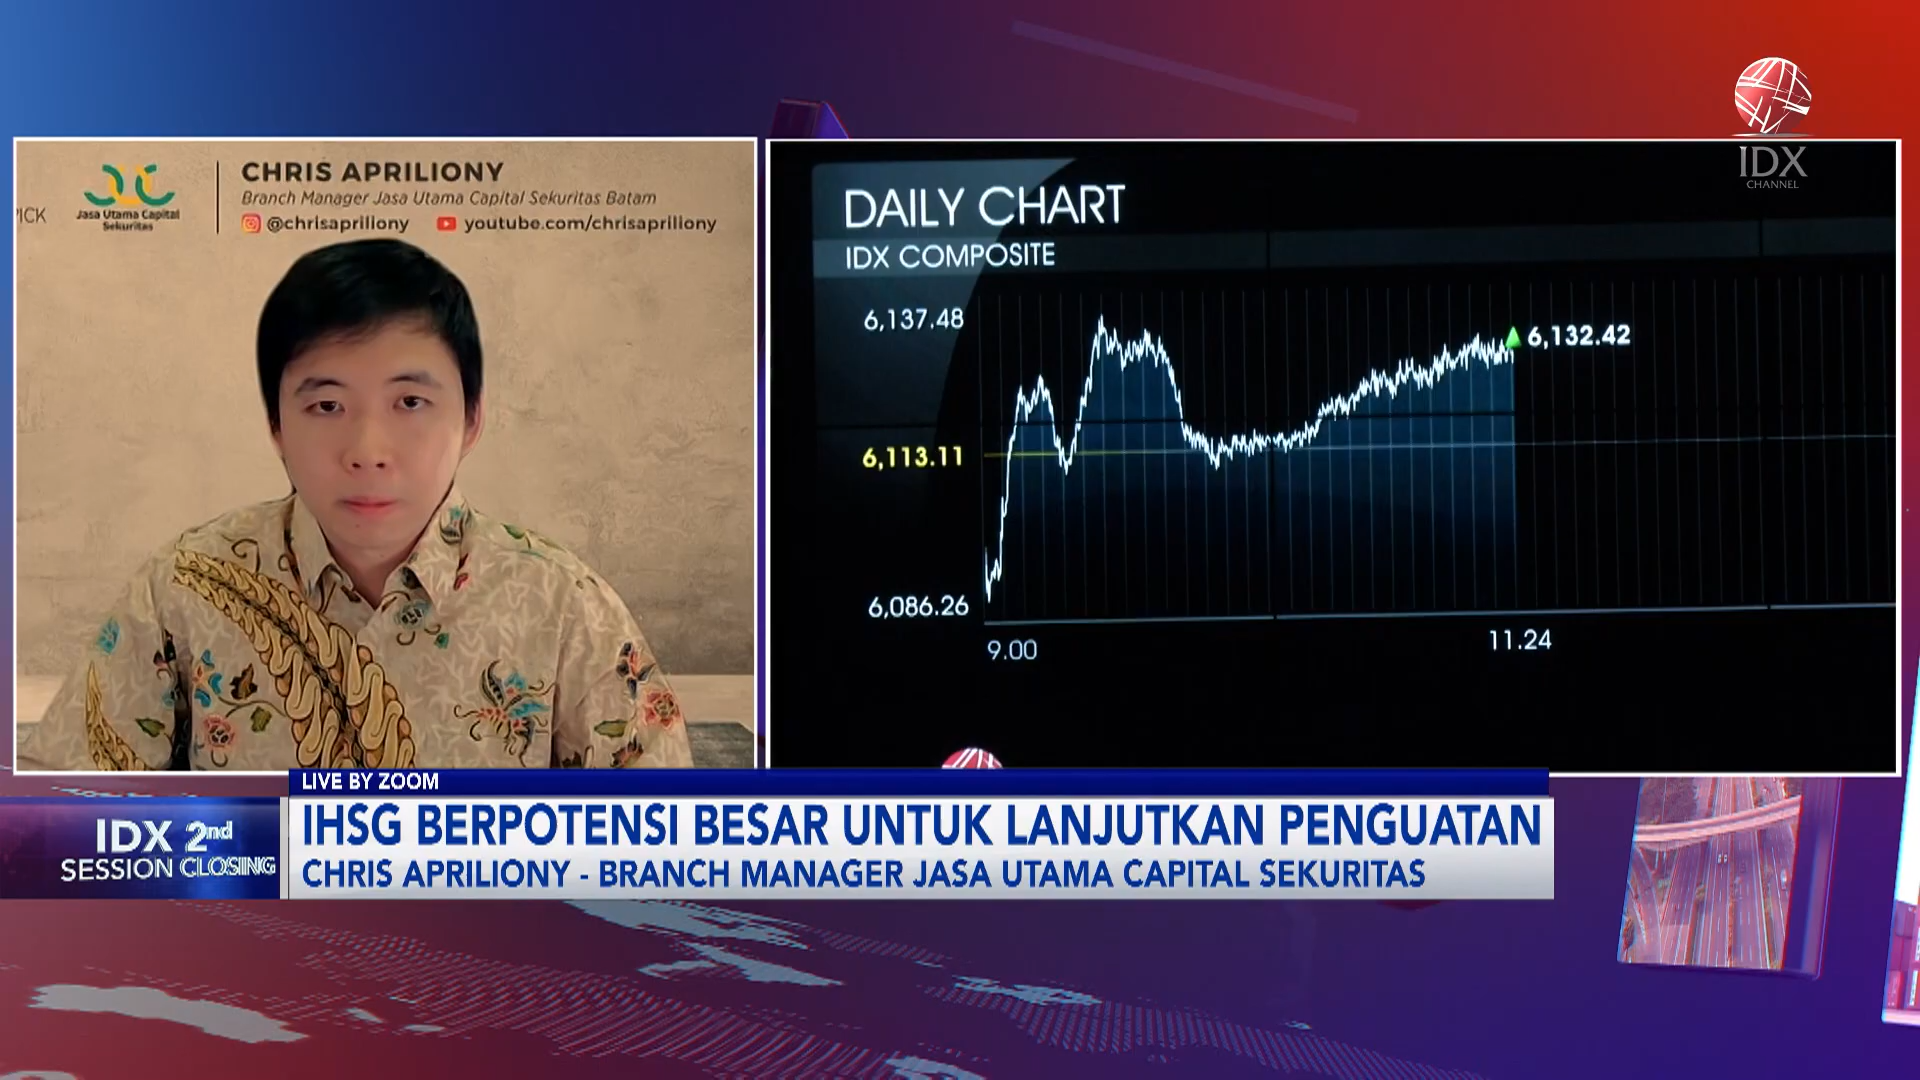 IDX
CHANNEL
PICK
Jasa Utama Capital
Sekuritas
CHRIS APRILIONY
Branch Manager Jasa Utama Capital Sekuritas Batam
@chrisapriliony
youtube.com/chrisapriliony
DAILY CHART
IDX COMPOSITE
6,137.48
6,132.42
6,113.11
6,086.26
9.00
11.24
LIVE BY ZOOM
IDX 2nd
SESSION CLOSING
IHSG BERPOTENSI BESAR UNTUK LANJUTKAN PENGUATAN
CHRIS APRILIONY - BRANCH MANAGER JASA UTAMA CAPITAL SEKURITAS